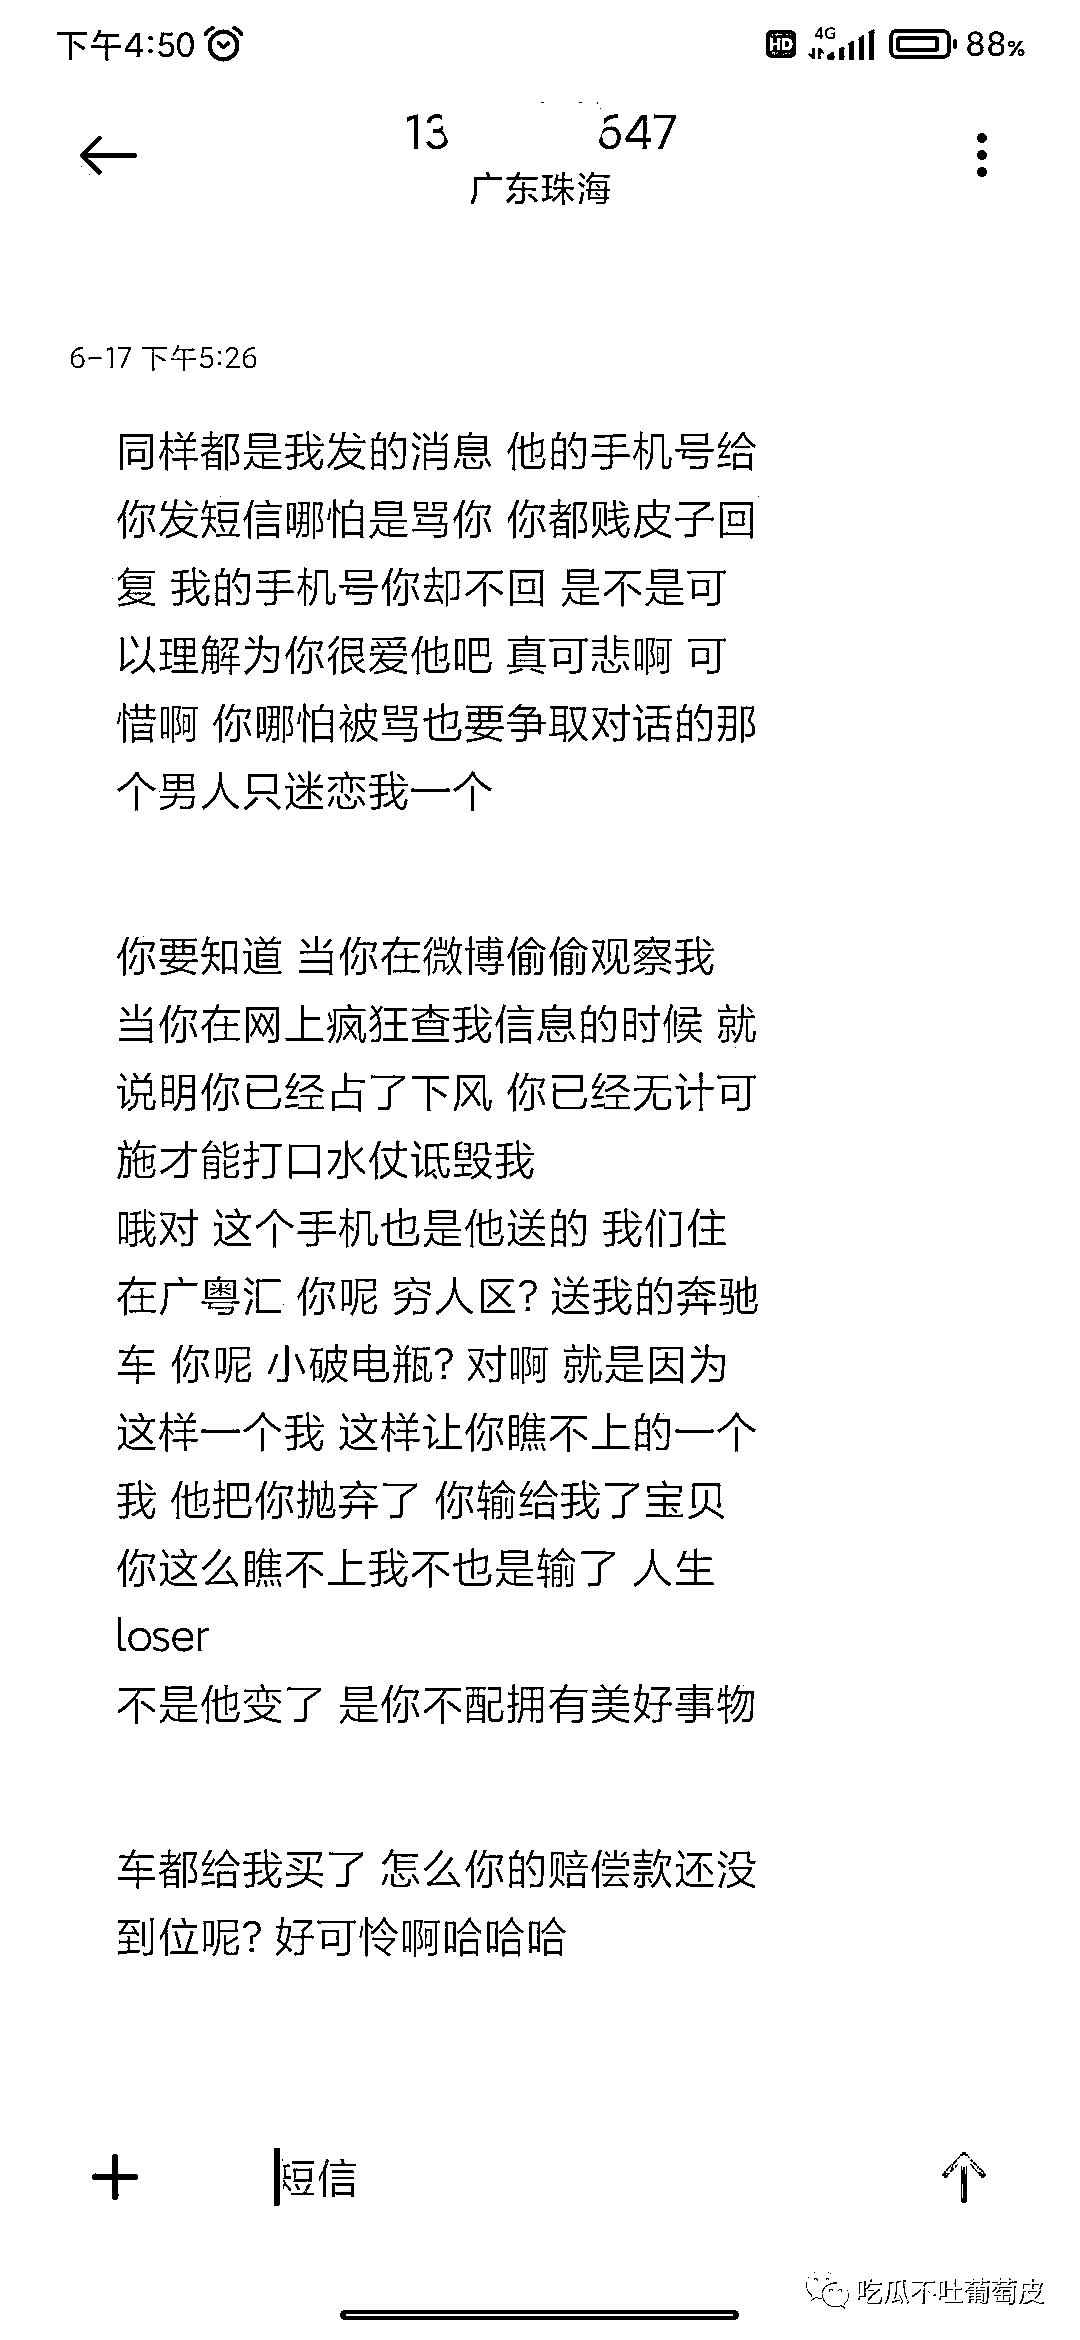 下午4:50
HD 4G 88%
13 647
广东珠海
6-17 下午5:26
同样都是我发的消息 他的手机号给
你发短信哪怕是骂你 你都贱皮子回
复 我的手机号你却不回 是不是可
以理解为你很爱他吧 真可悲啊 可
惜啊 你哪怕被骂也要争取对话的那
个男人只迷恋我一个
你要知道 当你在微博偷偷观察我
当你在网上疯狂查我信息的时候 就
说明你已经占了下风 你已经无计可
施才能打口水仗诋毁我
哦对 这个手机也是他送的 我们住
在广粤汇 你呢 穷人区? 送我的奔驰
车 你呢 小破电瓶? 对啊 就是因为
这样一个我 这样让你瞧不上的一个
我 他把你抛弃了 你输给我了宝贝
你这么瞧不上我不也是输了 人生
loser
不是他变了 是你不配拥有美好事物
车都给我买了 怎么你的赔偿款还没
到位呢? 好可怜啊哈哈哈
短信
吃瓜不吐葡萄皮